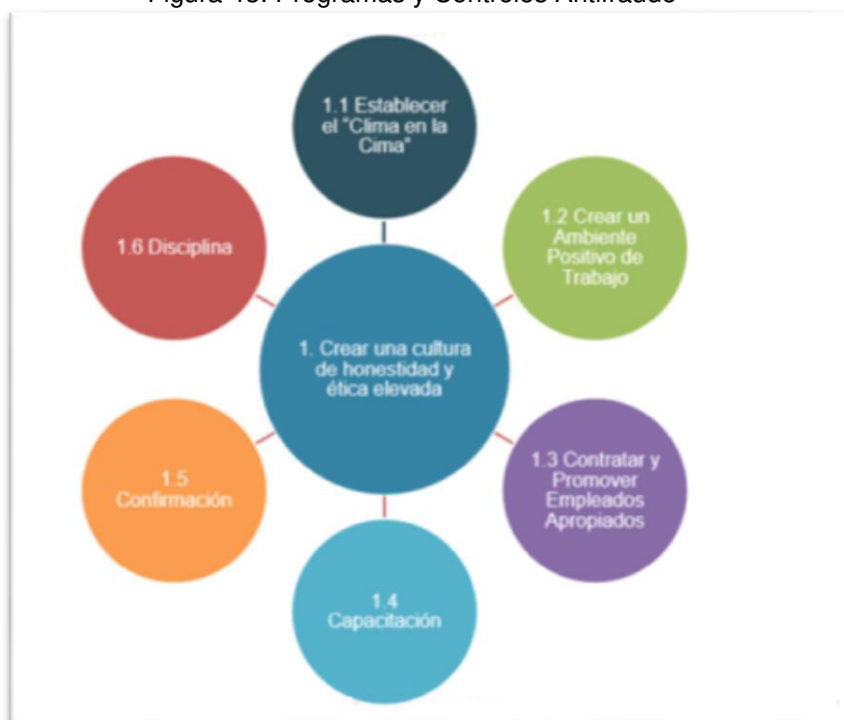 Programas y Controles Antifraude
1.1 Establecer
el "Clima en la
Cima"
1.2 Crear un
Ambiente
Positivo de
Trabajo
1.6 Disciplina
1. Crear una cultura
de honestidad y
ética elevada
1.3 Contratar y
Promover
Empleados
Apropiados
1.5
Confirmación
1.4
Capacitación